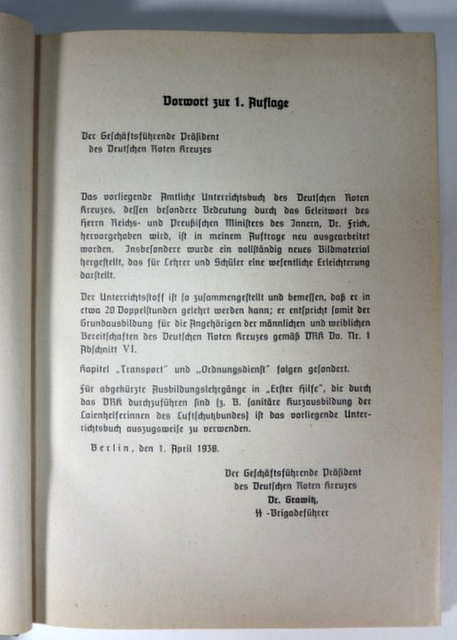 Vorwort zur 1. Auflage
Der Geschäftsführende Präsident
des Deutschen Roten Kreuzes
Das vorliegende Amtliche Unterrichtsbuch des Deutschen Roten
Kreuzes, dessen besondere Bedeutung durch das Geleitwort des
Herrn Reichs- und Preußischen Ministers des Innern, Dr. Frick,
hervorgehoben wird, ist in meinem Auftrage neu ausgearbeitet
worden. Insbesondere wurde ein vollständig neues Bildmaterial
hergestellt, das für Lehrer und Schüler eine wesentliche Erleichterung
darstellt.
Der Unterrichtsstoff ist so zusammengestellt und bemessen, daß er in
etwa 20 Doppelstunden gelehrt werden kann; er entspricht somit der
Grundausbildung für die Angehörigen der männlichen und weiblichen
Bereitschaften des Deutschen Roten Kreuzes gemäß DRK Do. Nr. 1
Abschnitt VI.
Kapitel „Transport" und „Ordnungsdienst" folgen gesondert.
Für abgekürzte Ausbildungslehrgänge in „Erster Hilfe", die durch
das DRK durchzuführen sind (z. B. sanitäre Kurzausbildung der
Laienhelferinnen des Luftschutzbundes) ist das vorliegende Unter-
richtsbuch auszugsweise zu verwenden.
Berlin, den 1. April 1938.
Der Geschäftsführende Präsident
des Deutschen Roten Kreuzes
Dr. Grawitz,
SS-Brigadeführer